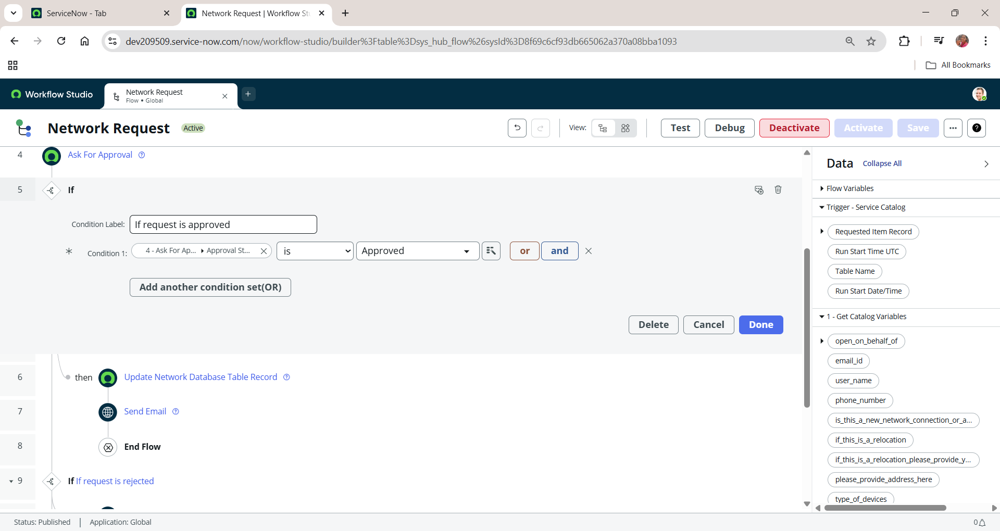 ServiceNow - Tab
Network Request | Workflow St
dev209509.service-now.com/now/workflow-studio/builder%3Ftable%3Dsys_hub_flow%26sysId%3D8f69c6cf93db665062a370a08bba1093
All Bookmarks
Workflow Studio
Network Request
Flow • Global
Network Request
Active
View:
Test
Debug
Deactivate
Activate
Save
4
Ask For Approval
5
If
Condition Label:
If request is approved
* Condition 1:
4 - Ask For Ap... Approval St...
is
Approved
or
and
Add another condition set(OR)
Delete
Cancel
Done
6
then
Update Network Database Table Record
7
Send Email
8
End Flow
9
If If request is rejected
Data
Collapse All
Flow Variables
Trigger - Service Catalog
Requested Item Record
Run Start Time UTC
Table Name
Run Start Date/Time
1 - Get Catalog Variables
open_on_behalf_of
email_id
user_name
phone_number
is_this_a_new_network_connection_or_a...
if_this_is_a_relocation
if_this_is_a_relocation_please_provide_y...
please_provide_address_here
type_of_devices
Status: Published
Application: Global
0